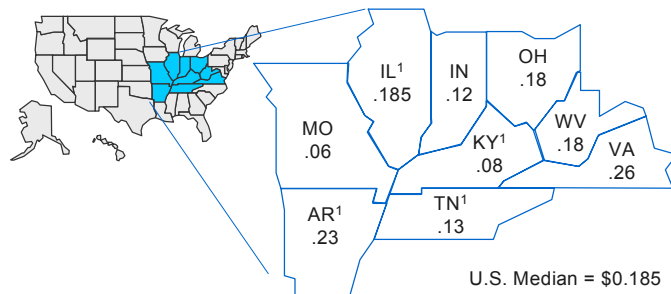 OH
.18
IL¹
.185
IN
.12
MO
.06
WV
.18
KY¹
.08
VA
.26
AR¹
.23
TN¹
.13
U.S. Median = $0.185